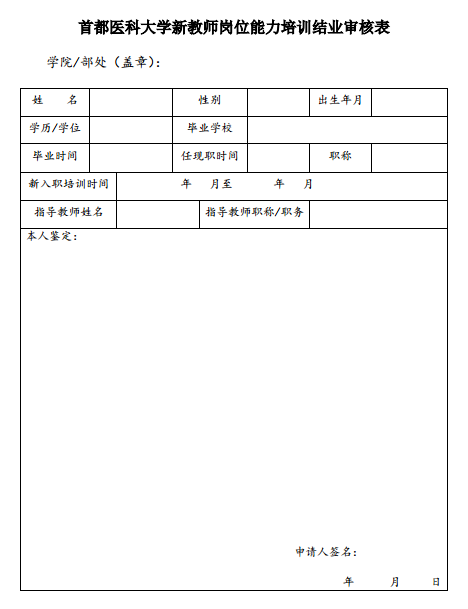 首都医科大学新教师岗位能力培训结业审核表
学院/部处（盖章）：
姓 名 性别 出生年月
学历/学位 毕业学校
毕业时间 任现职时间 职称
新入职培训时间 年 月至 年 月
指导教师姓名 指导教师职称/职务
本人鉴定：
申请人签名：
年 月 日